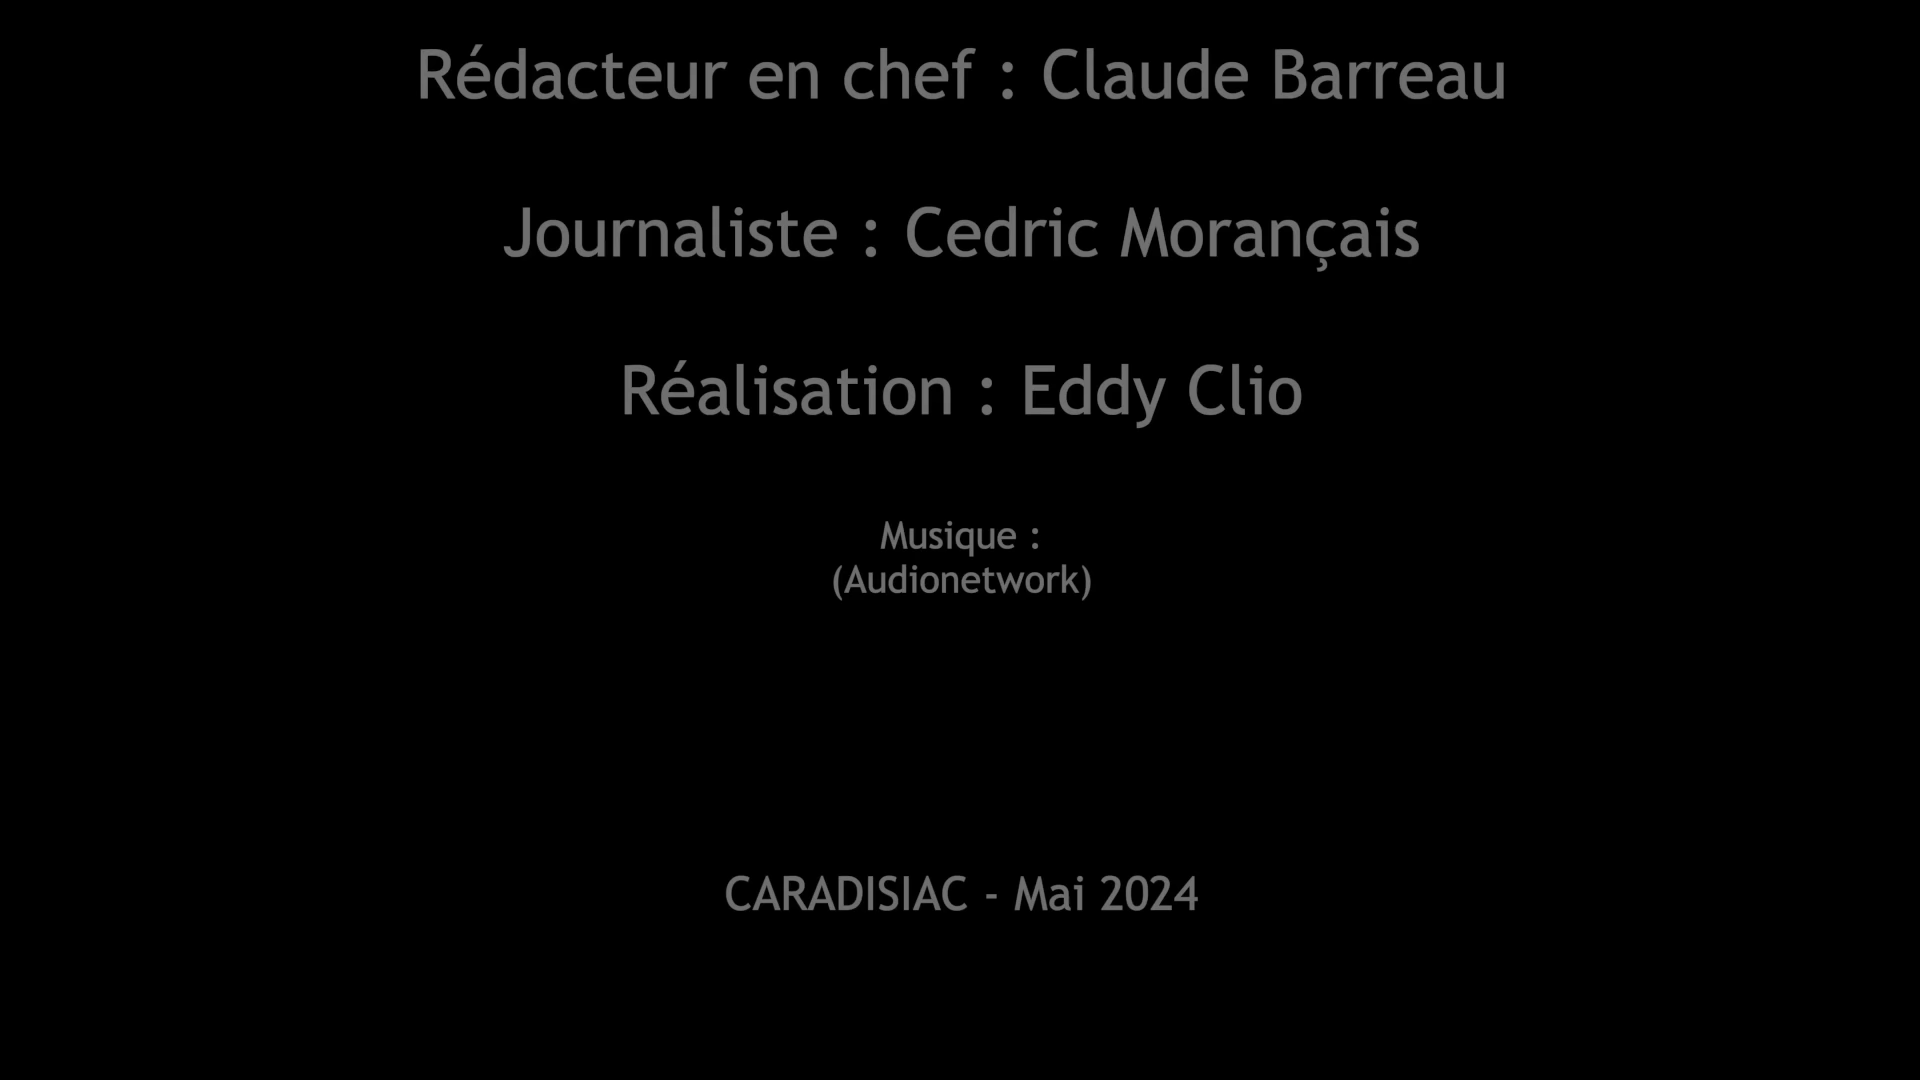 Rédacteur en chef : Claude Barreau
Journaliste : Cedric Morançais
Réalisation : Eddy Clio
Musique :
(Audionetwork)
CARADISIAC - Mai 2024